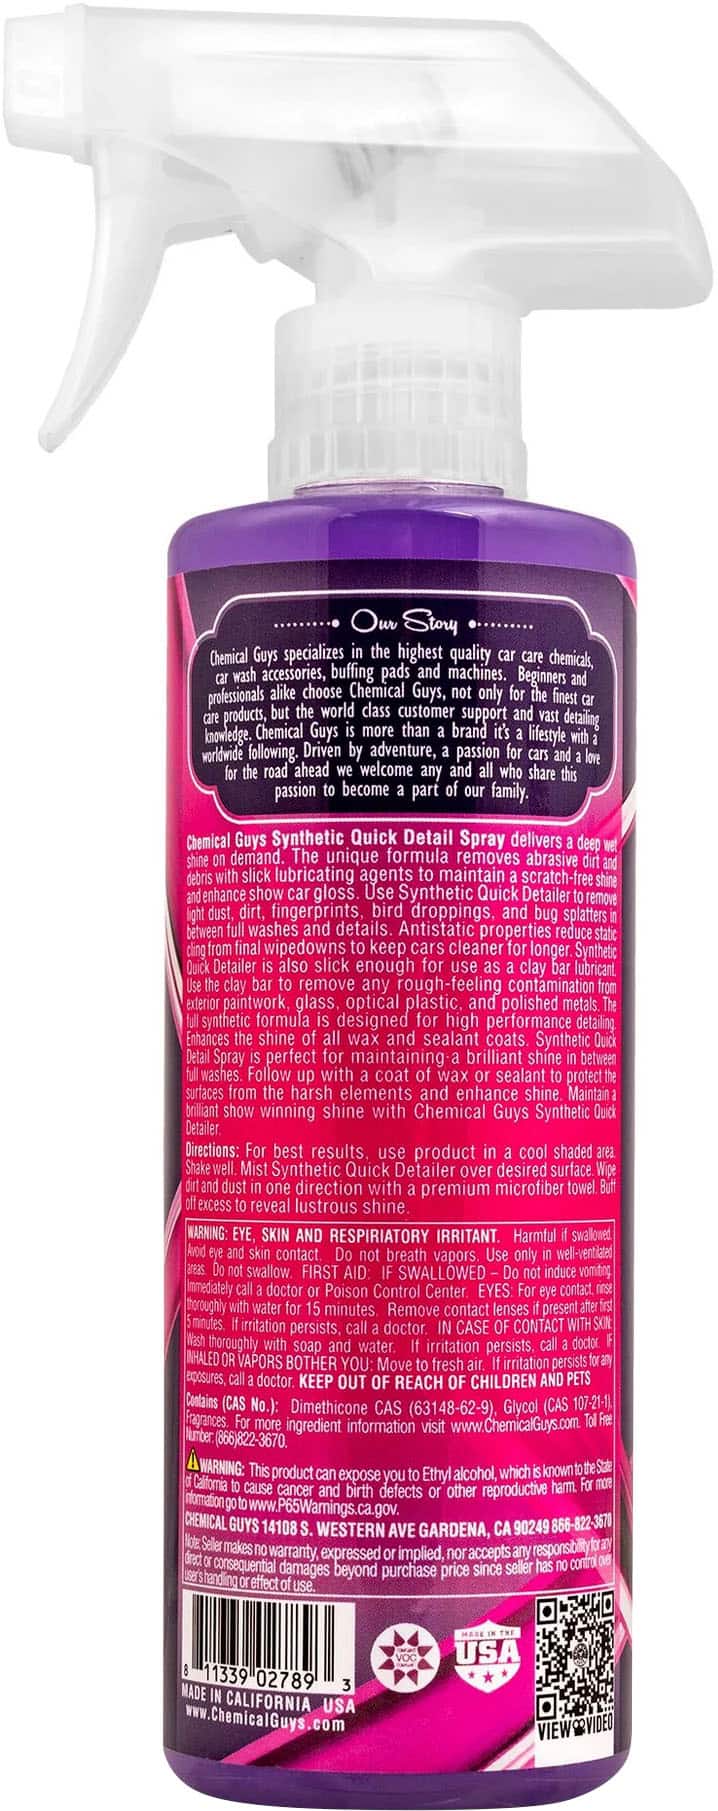 Our Story
Chemical Guys specializes in the highest quality car care chemicals,
car wash accessories, buffing pads and machines. Beginners and
professionals alike choose Chemical Guys, not only for the finest car
care products, but the world class customer support and vast detailing
knowledge. Chemical Guys is more than a brand it's a lifestyle with a
worldwide following. Driven by adventure, a passion for cars and a love
for the road ahead we welcome any and all who share this
passion to become a part of our family.
Chemical Guys Synthetic Quick Detail Spray delivers a deep wet
shine on demand. The unique formula removes abrasive dirt and
debris with slick lubricating agents to maintain a scratch-free shine
and enhance show car gloss. Use Synthetic Quick Detailer to remove
light dust, dirt, fingerprints, bird droppings, and bug splatters in
between full washes and details. Antistatic properties reduce static
cling from final wipedowns to keep cars cleaner for longer. Synthetic
Quick Detailer is also slick enough for use as a clay bar lubricant.
Use the clay bar to remove any rough-feeling contamination from
exterior paintwork, glass, optical plastic, and polished metals. The
full synthetic formula is designed for high performance detailing.
Enhances the shine of all wax and sealant coats. Synthetic Quick
Detail Spray is perfect for maintaining a brilliant shine in between
full washes. Follow up with a coat of wax or sealant to protect the
surfaces from the harsh elements and enhance shine. Maintain a
brilliant show winning shine with Chemical Guys Synthetic Quick
Detailer.
Directions: For best results, use product in a cool shaded area.
Shake well. Mist Synthetic Quick Detailer over desired surface. Wipe
dirt and dust in one direction with a premium microfiber towel. Buff
off excess to reveal lustrous shine.
WARNING: EYE, SKIN AND RESPIRIATORY IRRITANT. Harmful if swallowed.
Avoid eye and skin contact. Do not breath vapors. Use only in well-ventilated
areas. Do not swallow. FIRST AID: IF SWALLOWED – Do not induce vomiting.
Immediately call a doctor or Poison Control Center. EYES: For eye contact, rinse
thoroughly with water for 15 minutes. Remove contact lenses if present after first
5 minutes. If irritation persists, call a doctor. IN CASE OF CONTACT WITH SKIN:
Wash thoroughly with soap and water. If irritation persists, call a doctor. IF
INHALED OR VAPORS BOTHER YOU: Move to fresh air. If irritation persists for any
exposures, call a doctor. KEEP OUT OF REACH OF CHILDREN AND PETS
Contains (CAS No.): Dimethicone CAS (63148-62-9), Glycol (CAS 107-21-1),
Fragrances. For more ingredient information visit www.ChemicalGuys.com. Toll Free
Number: (866)822-3670.
WARNING: This product can expose you to Ethyl alcohol, which is known to the State
of California to cause cancer and birth defects or other reproductive harm. For more
information go to www.P65Warnings.ca.gov.
CHEMICAL GUYS 14108 S. WESTERN AVE GARDENA, CA 90249 866-822-3670
Note: Seller makes no warranty, expressed or implied, nor accepts any responsibility for any
direct or consequential damages beyond purchase price since seller has no control over
user's handling or effect of use.
8 11339 02789 3
MADE IN CALIFORNIA USA
www.ChemicalGuys.com
COMPLIANT
VOC
COMPLIANT
MADE IN THE
USA
VIEW VIDEO